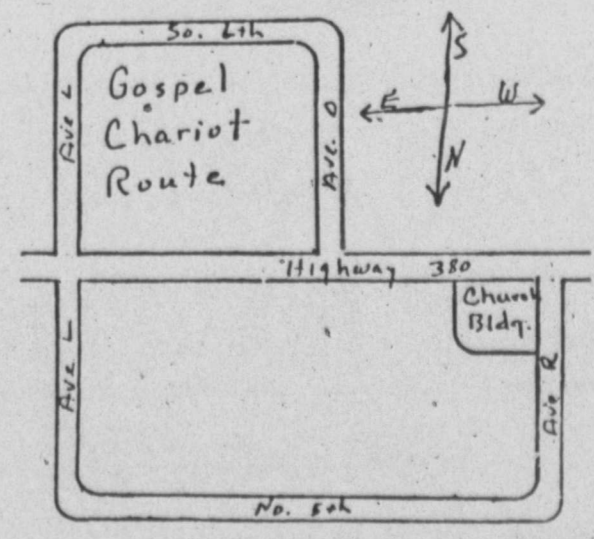 So. 6th
Gospel
Chariot
Route
Ave L
Ave. O
S
E
W
N
Highway 380
Church
Bldg.
Ave L
Ave R
No. 5th